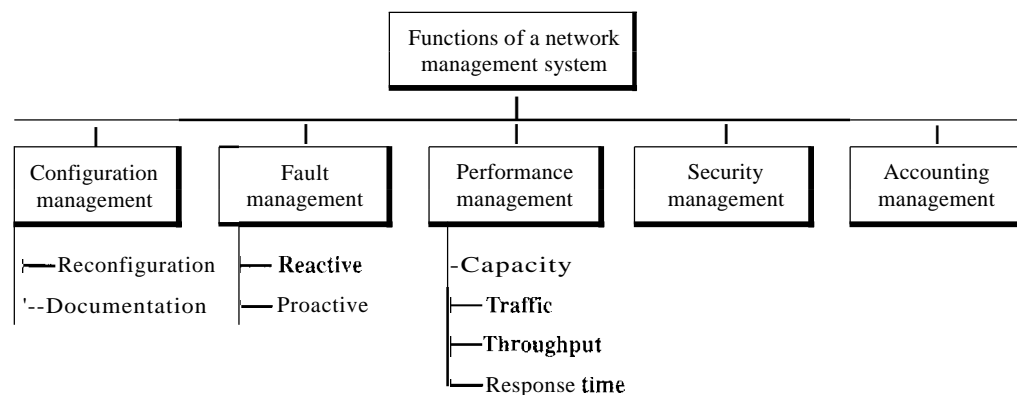 Functions of a network
management system
Configuration
management
Fault
management
Performance
management
Security
management
Accounting
management
Reconfiguration
'--Documentation
Reactive
Proactive
-Capacity
Traffic
Throughput
Response time